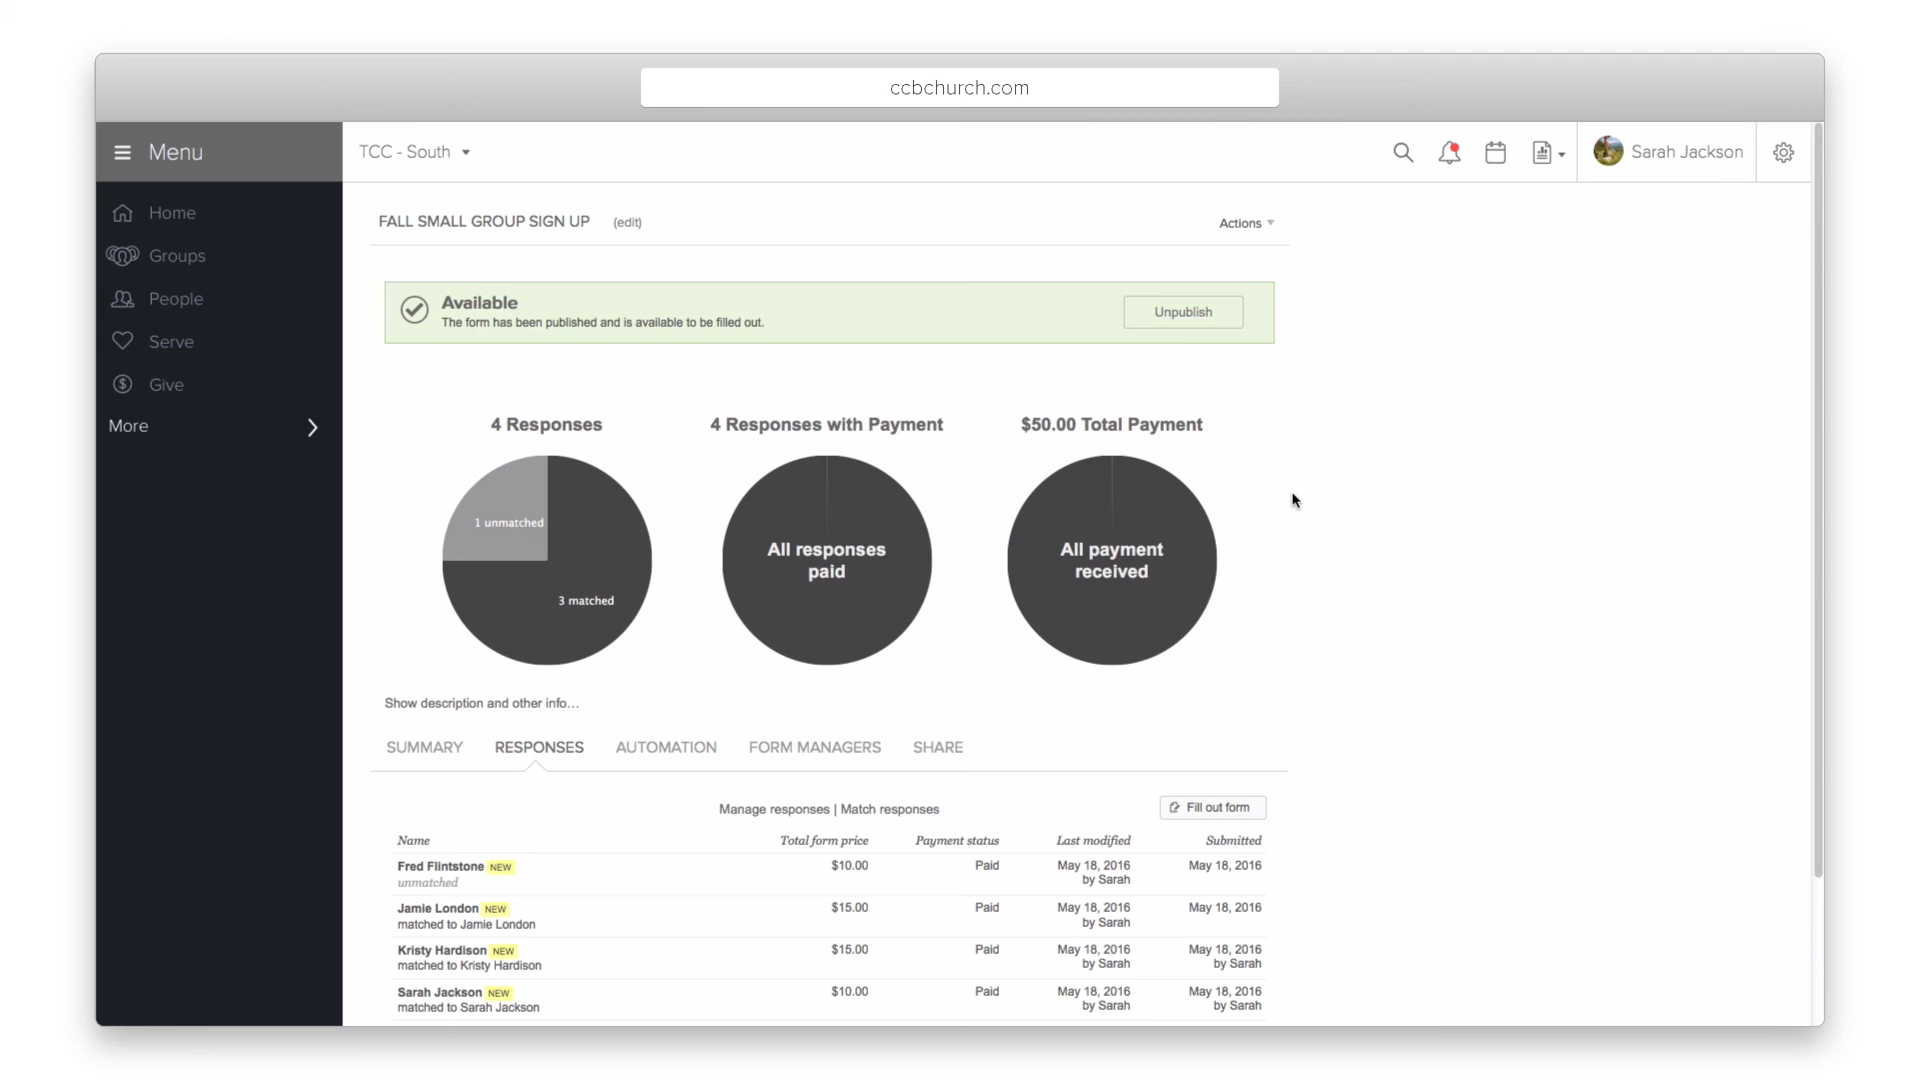 ccbchurch.com
Menu
TCC - South
Sarah Jackson
Home
Groups
People
Serve
Give
More
FALL SMALL GROUP SIGN UP (edit)
Actions
Available
The form has been published and is available to be filled out.
Unpublish
4 Responses
4 Responses with Payment
$50.00 Total Payment
1 unmatched
3 matched
All responses
paid
All payment
received
Show description and other info...
SUMMARY RESPONSES AUTOMATION FORM MANAGERS SHARE
Manage responses | Match responses
Fill out form
Name Total form price Payment status Last modified Submitted
Fred Flintstone NEW $10.00 Paid May 18, 2016 May 18, 2016
unmatched by Sarah
Jamie London NEW $15.00 Paid May 18, 2016 May 18, 2016
matched to Jamie London by Sarah
Kristy Hardison NEW $15.00 Paid May 18, 2016 May 18, 2016
matched to Kristy Hardison by Sarah by Sarah
Sarah Jackson NEW $10.00 Paid May 18, 2016 May 18, 2016
matched to Sarah Jackson by Sarah by Sarah